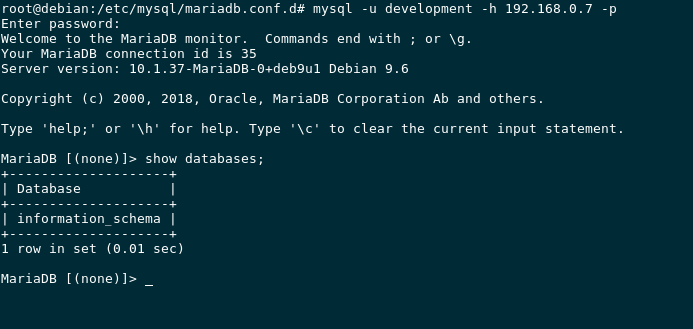 root@debian:/etc/mysql/mariadb.conf.d# mysql -u development -h 192.168.0.7 -p
Enter password:
Welcome to the MariaDB monitor.  Commands end with ; or \g.
Your MariaDB connection id is 35
Server version: 10.1.37-MariaDB-0+deb9u1 Debian 9.6

Copyright (c) 2000, 2018, Oracle, MariaDB Corporation Ab and others.

Type 'help;' or '\h' for help. Type '\c' to clear the current input statement.

MariaDB [(none)]> show databases;
+--------------------+
| Database           |
+--------------------+
| information_schema |
+--------------------+
1 row in set (0.01 sec)

MariaDB [(none)]> _